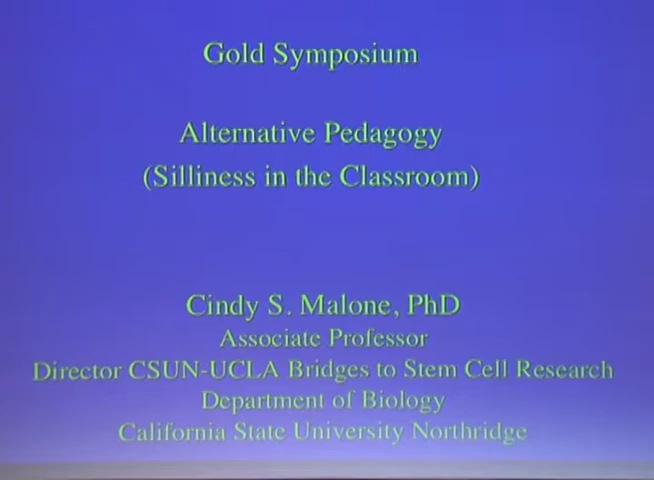 Gold Symposium
Alternative Pedagogy
(Silliness in the Classroom)
Cindy S. Malone, PhD
Associate Professor
Director CSUN-UCLA Bridges to Stem Cell Research
Department of Biology
California State University Northridge